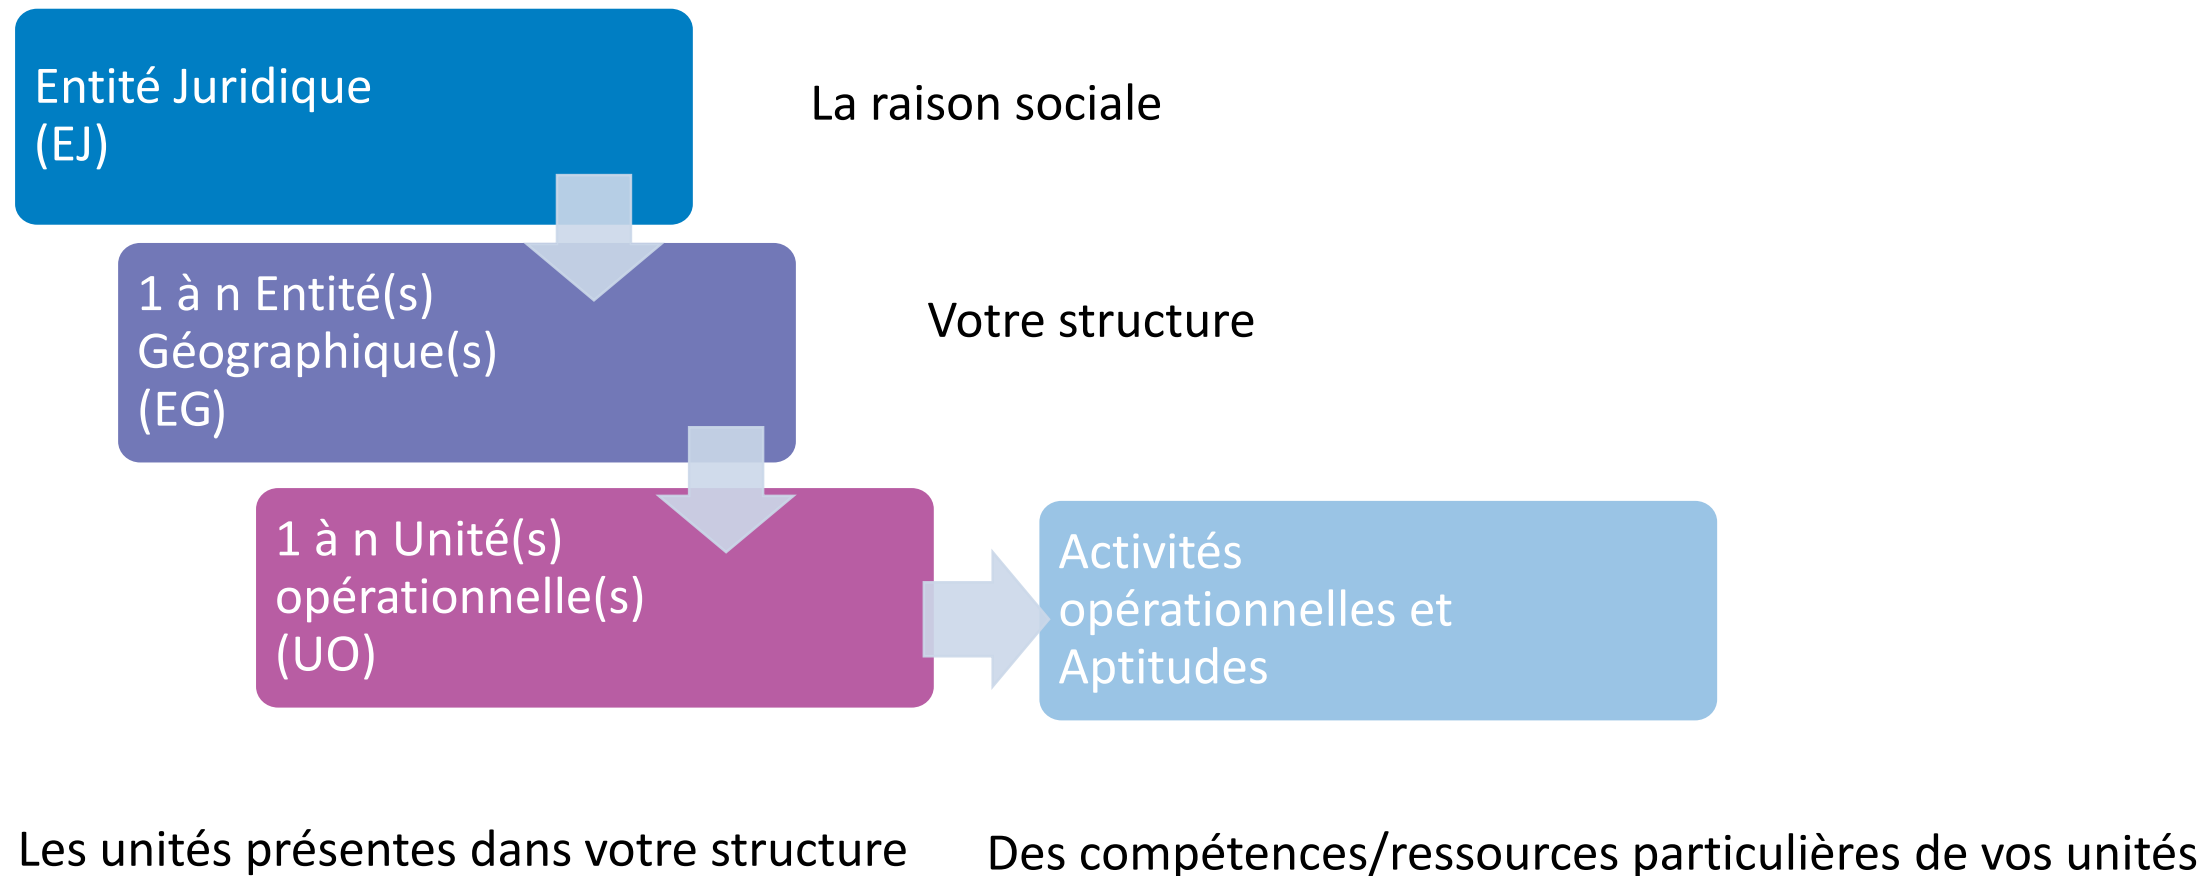 Entité Juridique
(EJ)
La raison sociale
1 à n Entité(s)
Géographique(s)
(EG)
Votre structure
1 à n Unité(s)
opérationnelle(s)
(UO)
Activités
opérationnelles et
Aptitudes
Les unités présentes dans votre structure
Des compétences/ressources particulières de vos unités